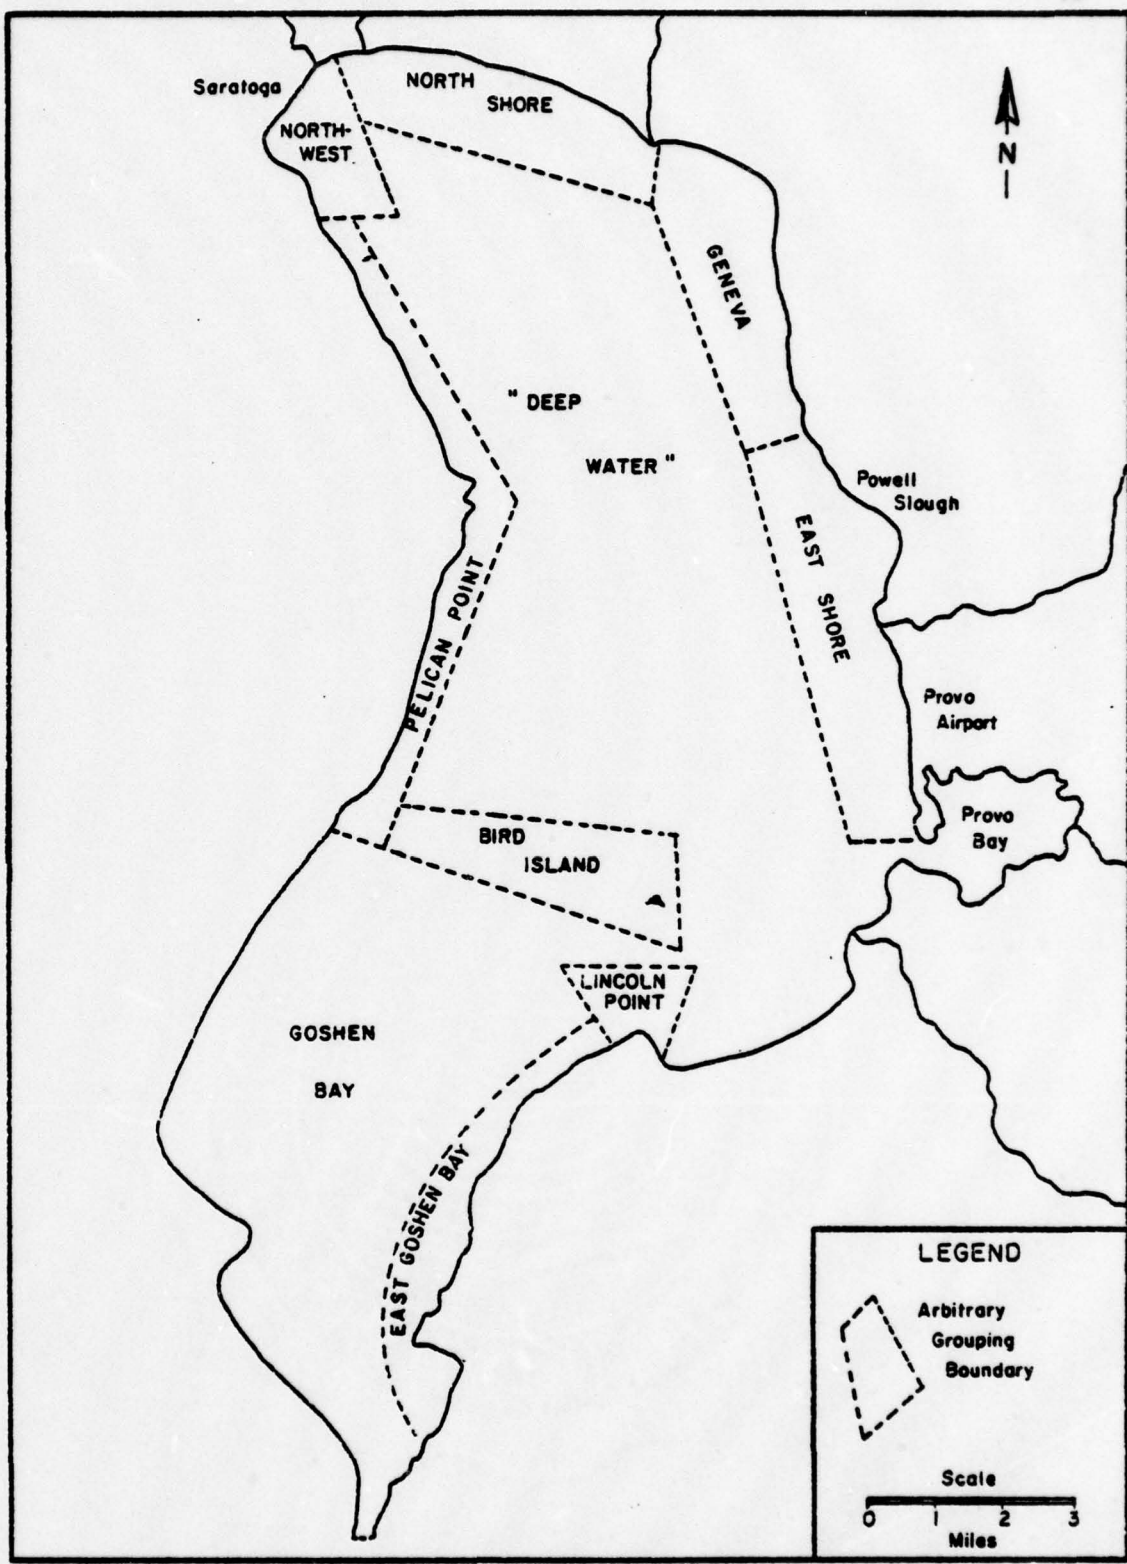 Saratoga
NORTH
SHORE
NORTH-
WEST
N
GENEVA
" DEEP
WATER "
Powell
Slough
EAST SHORE
PELICAN POINT
Provo
Airport
Provo
Bay
BIRD
ISLAND
LINCOLN
POINT
GOSHEN
BAY
EAST GOSHEN BAY
LEGEND
Arbitrary
Grouping
Boundary
Scale
0 1 2 3
Miles